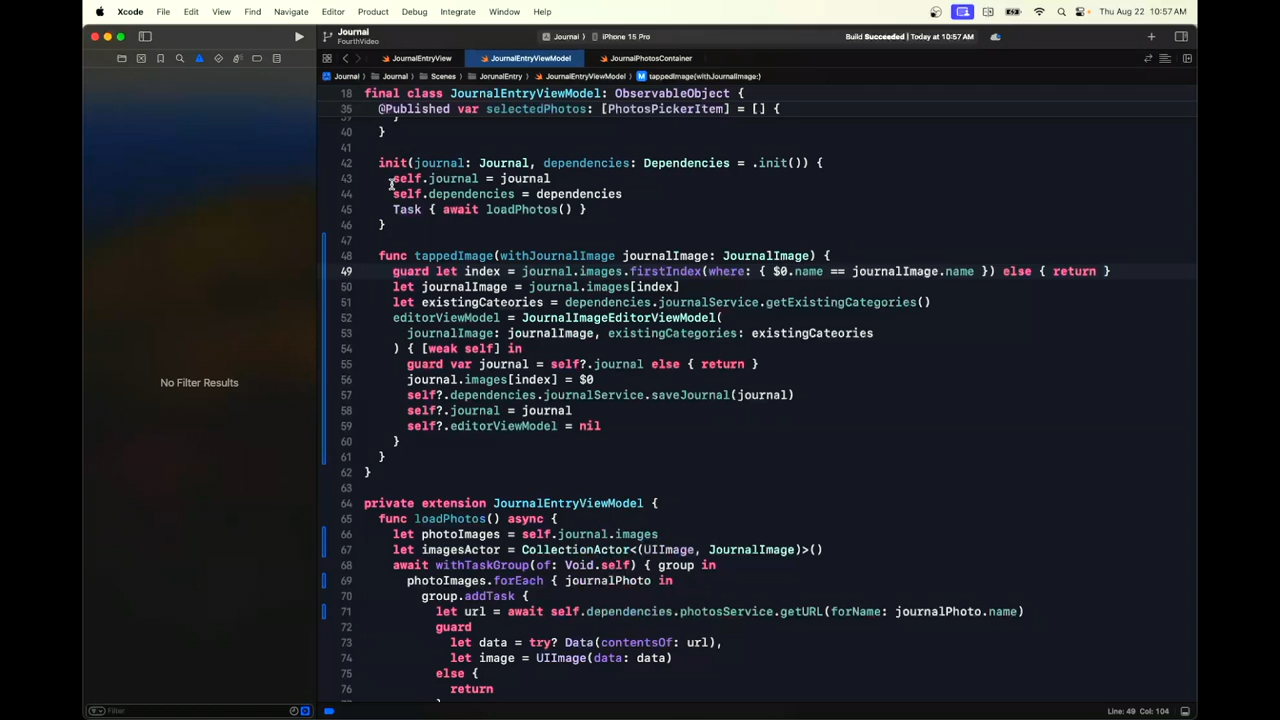 Xcode File Edit View Find Navigate Editor Product Debug Integrate Window Help Thu Aug 22 10:57 AM
Journal
FourthVideo
Journal › iPhone 15 Pro Build Succeeded | Today at 10:57 AM
JournalEntryView JournalEntryViewModel JournalPhotosContainer
Journal › Journal › Scenes › JorunalEntry › JournalEntryViewModel › M tappedImage(withJournalImage:)
18 final class JournalEntryViewModel: ObservableObject {
35 @Published var selectedPhotos: [PhotosPickerItem] = [] {
39 }
40 }
41
42 init(journal: Journal, dependencies: Dependencies = .init()) {
43 self.journal = journal
44 self.dependencies = dependencies
45 Task { await loadPhotos() }
46 }
47
48 func tappedImage(withJournalImage journalImage: JournalImage) {
49 guard let index = journal.images.firstIndex(where: { $0.name == journalImage.name }) else { return }
50 let journalImage = journal.images[index]
51 let existingCateories = dependencies.journalService.getExistingCategories()
52 editorViewModel = JournalImageEditorViewModel(
53 journalImage: journalImage, existingCategories: existingCateories
54 ) { [weak self] in
55 guard var journal = self?.journal else { return }
56 journal.images[index] = $0
57 self?.dependencies.journalService.saveJournal(journal)
58 self?.journal = journal
59 self?.editorViewModel = nil
60 }
61 }
62 }
63
64 private extension JournalEntryViewModel {
65 func loadPhotos() async {
66 let photoImages = self.journal.images
67 let imagesActor = CollectionActor<(UIImage, JournalImage)>()
68 await withTaskGroup(of: Void.self) { group in
69 photoImages.forEach { journalPhoto in
70 group.addTask {
71 let url = await self.dependencies.photosService.getURL(forName: journalPhoto.name)
72 guard
73 let data = try? Data(contentsOf: url),
74 let image = UIImage(data: data)
75 else {
76 return
No Filter Results
Filter
Line: 49 Col: 104